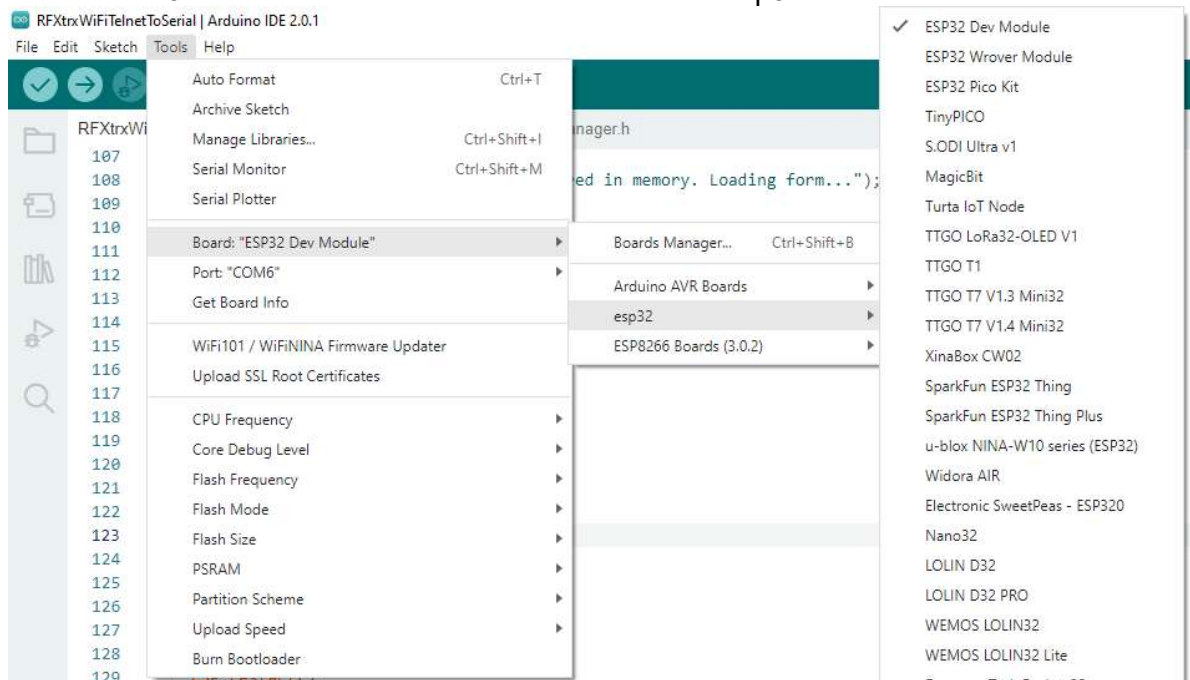 RFXtrxWiFiTelnetToSerial | Arduino IDE 2.0.1
File Edit Sketch Tools Help
RFXtrxWi
nager.h
107
108
109
110
111
112
113
114
115
116
117
118
119
120
121
122
123
124
125
126
127
128
129
ed in memory. Loading form...");
Auto Format Ctrl+T
Archive Sketch
Manage Libraries... Ctrl+Shift+I
Serial Monitor Ctrl+Shift+M
Serial Plotter
Board: "ESP32 Dev Module"
Port: "COM6"
Get Board Info
WiFi101 / WiFiNINA Firmware Updater
Upload SSL Root Certificates
CPU Frequency
Core Debug Level
Flash Frequency
Flash Mode
Flash Size
PSRAM
Partition Scheme
Upload Speed
Burn Bootloader
Boards Manager... Ctrl+Shift+B
Arduino AVR Boards
esp32
ESP8266 Boards (3.0.2)
ESP32 Dev Module
ESP32 Wrover Module
ESP32 Pico Kit
TinyPICO
S.ODI Ultra v1
MagicBit
Turta IoT Node
TTGO LoRa32-OLED V1
TTGO T1
TTGO T7 V1.3 Mini32
TTGO T7 V1.4 Mini32
XinaBox CW02
SparkFun ESP32 Thing
SparkFun ESP32 Thing Plus
u-blox NINA-W10 series (ESP32)
Widora AIR
Electronic SweetPeas - ESP320
Nano32
LOLIN D32
LOLIN D32 PRO
WEMOS LOLIN32
WEMOS LOLIN32 Lite